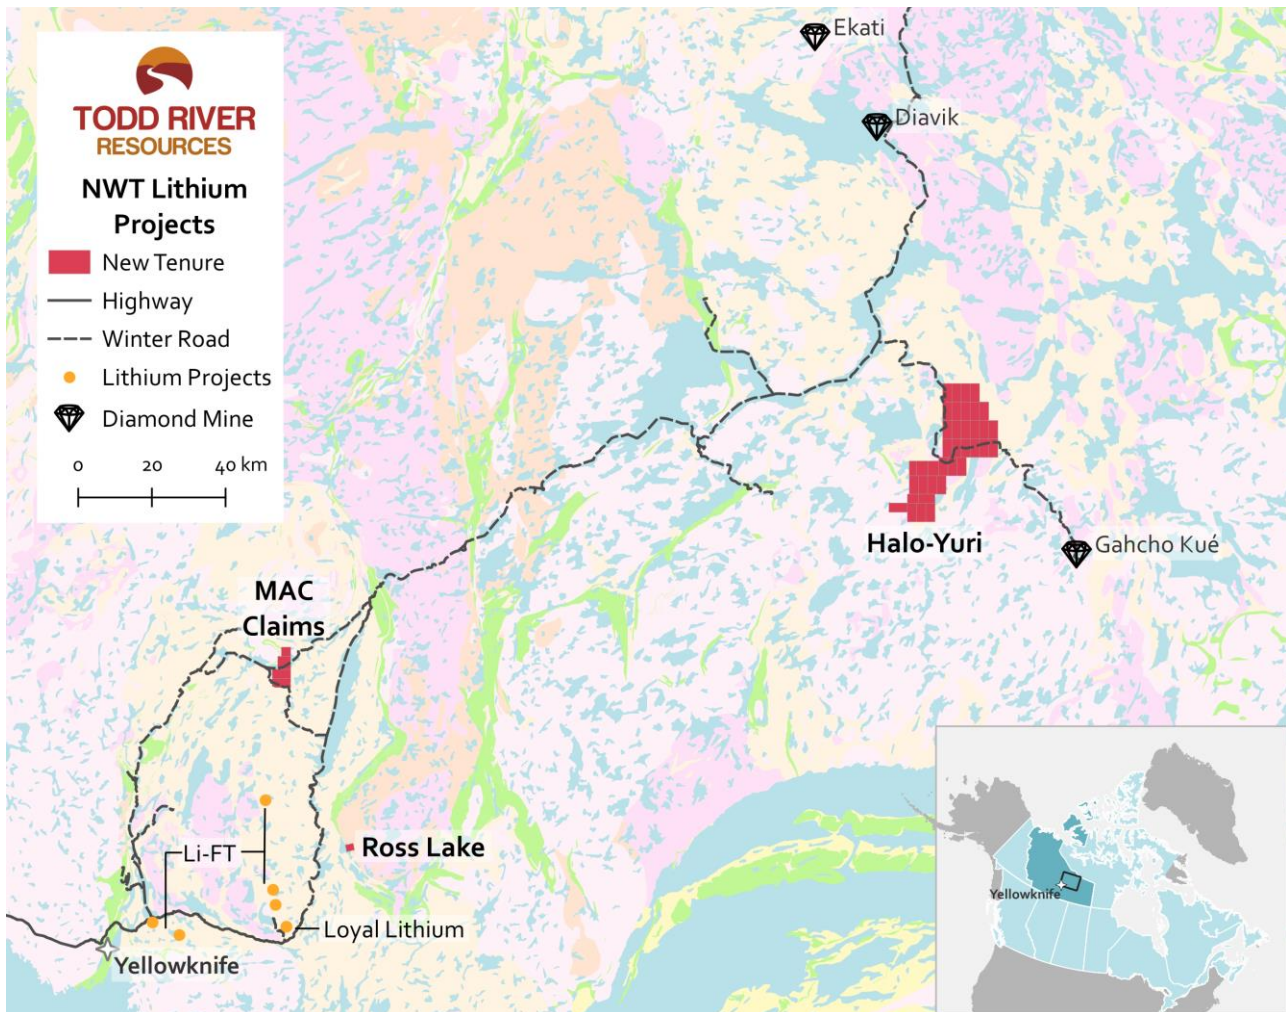 TODD RIVER
RESOURCES
NWT Lithium
Projects
New Tenure
Highway
Winter Road
Lithium Projects
Diamond Mine
0 20 40 km
Ekati
Diavik
Halo-Yuri
Gahcho Kué
MAC
Claims
Li-FT
Ross Lake
Loyal Lithium
Yellowknife
Yellowknife